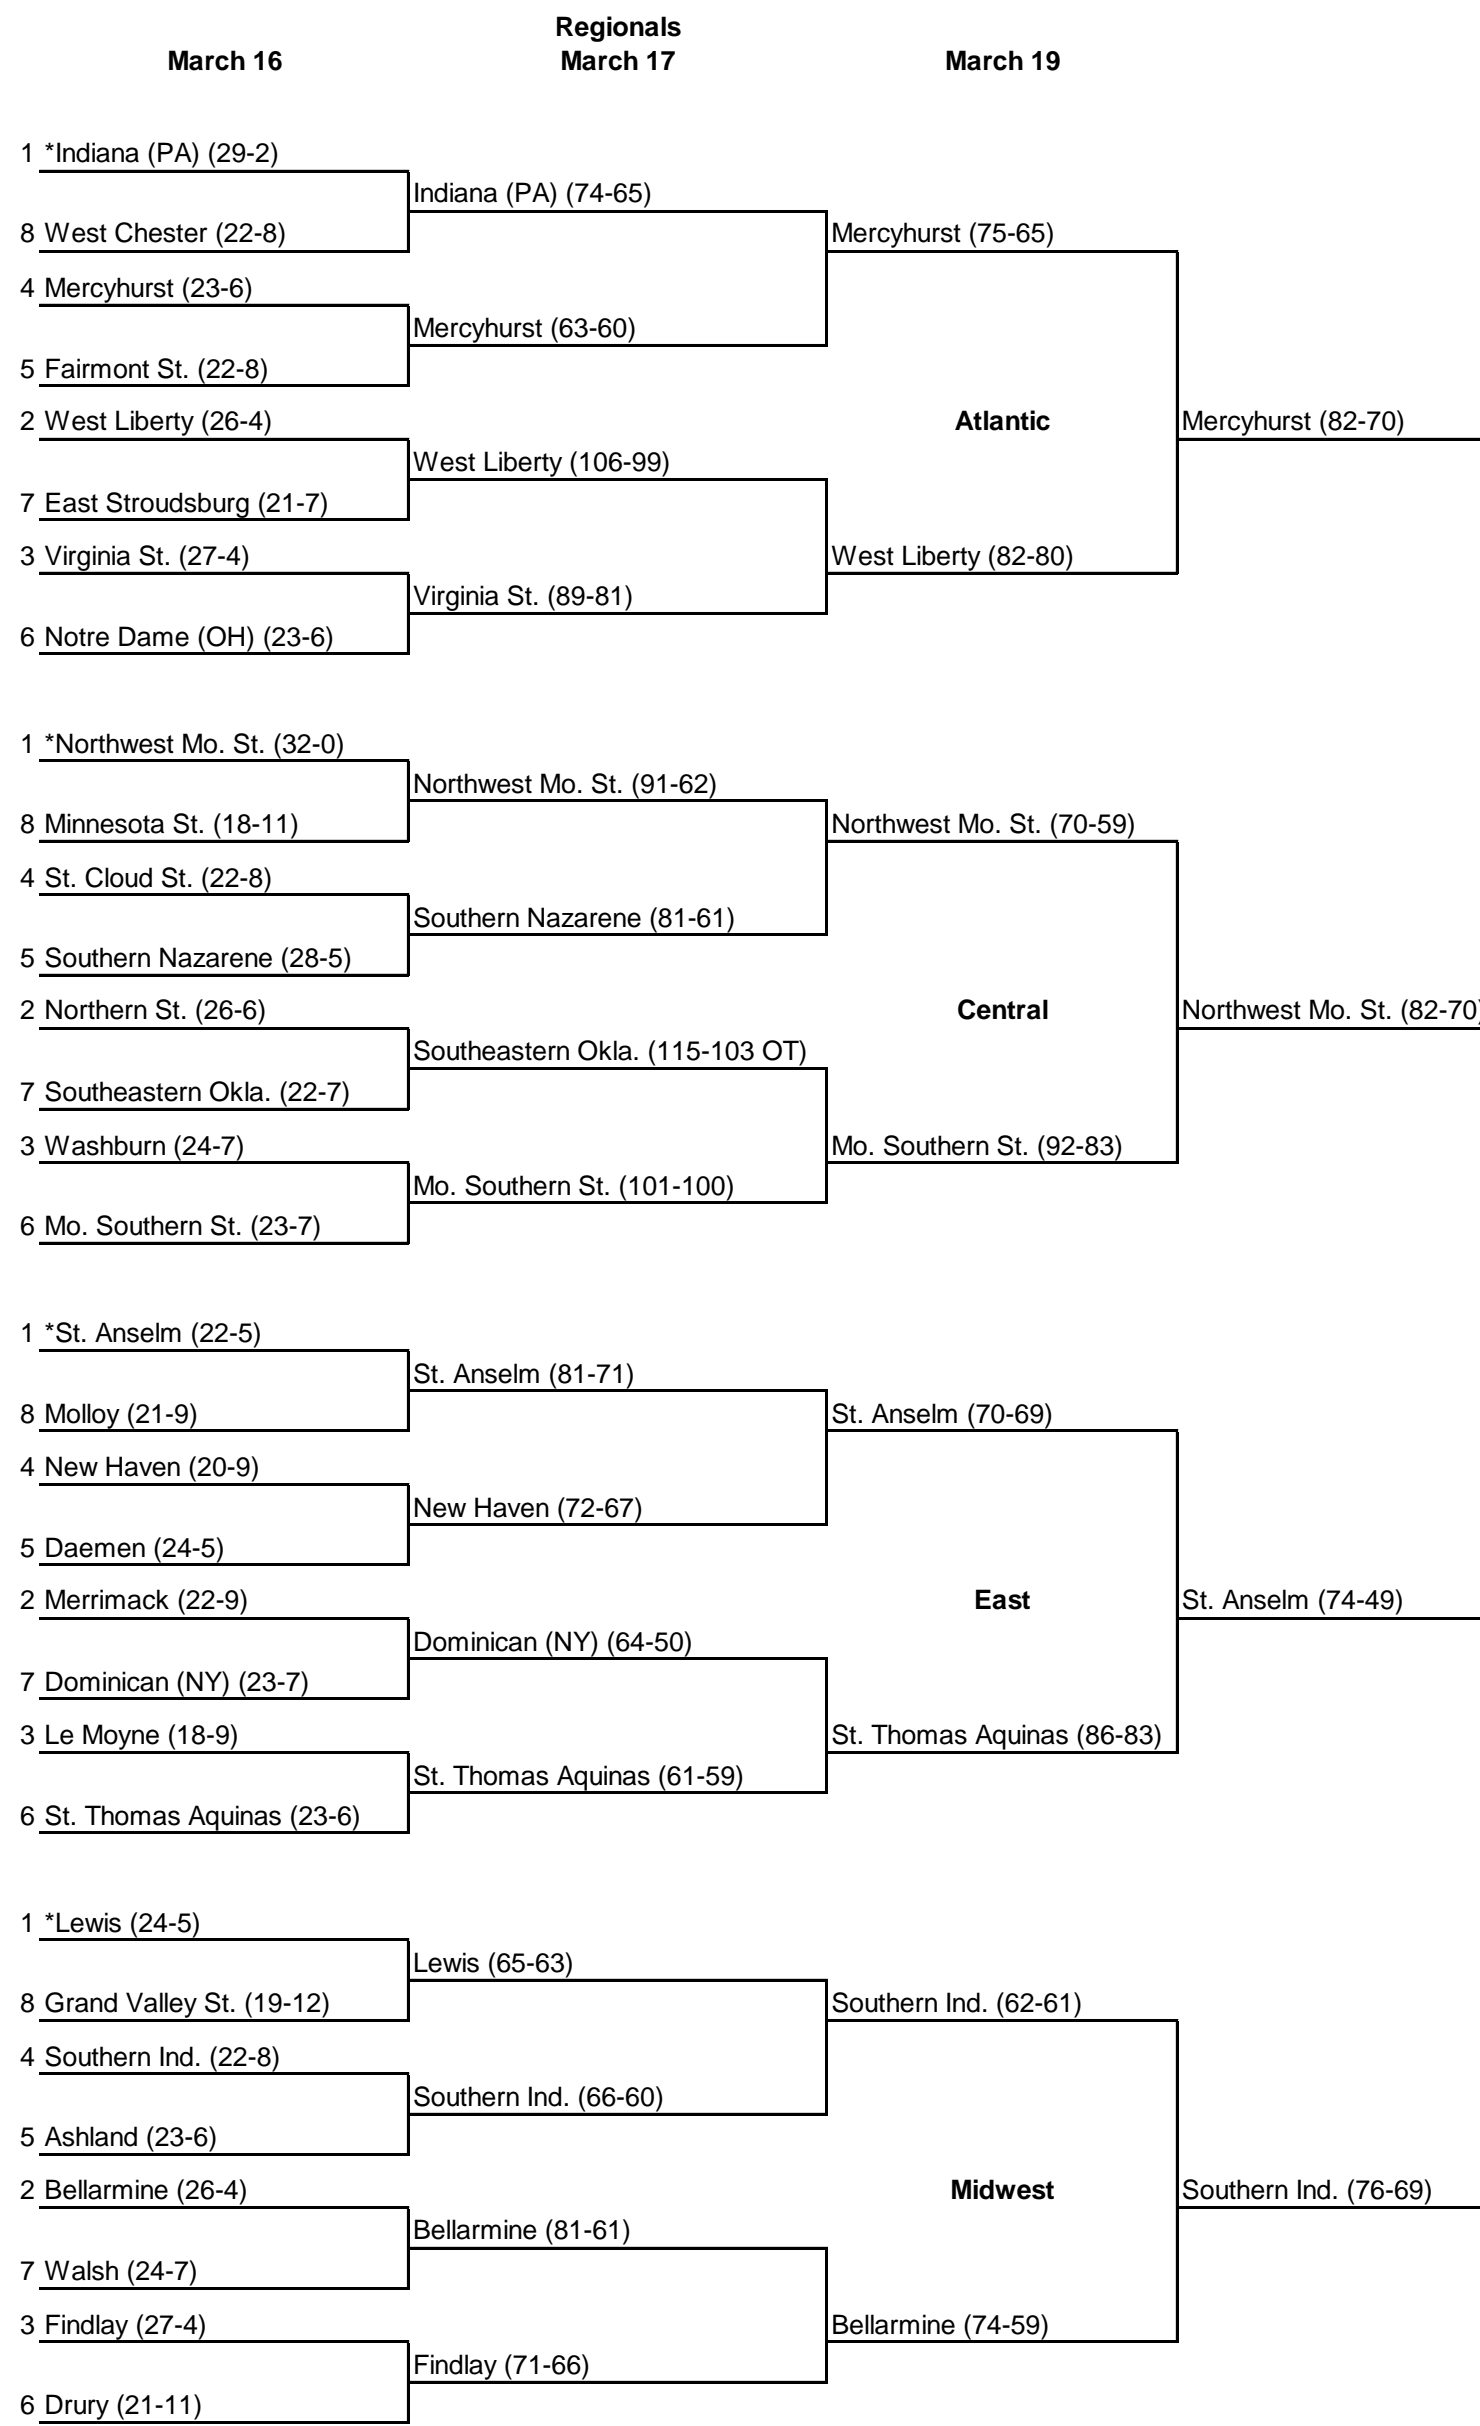 Regionals
March 16 March 17 March 19
1 *Indiana (PA) (29-2)
Indiana (PA) (74-65)
8 West Chester (22-8) Mercyhurst (75-65)
4 Mercyhurst (23-6)
Mercyhurst (63-60)
5 Fairmont St. (22-8)
2 West Liberty (26-4) Atlantic Mercyhurst (82-70)
West Liberty (106-99)
7 East Stroudsburg (21-7)
3 Virginia St. (27-4) West Liberty (82-80)
Virginia St. (89-81)
6 Notre Dame (OH) (23-6)
1 *Northwest Mo. St. (32-0)
Northwest Mo. St. (91-62)
8 Minnesota St. (18-11) Northwest Mo. St. (70-59)
4 St. Cloud St. (22-8)
Southern Nazarene (81-61)
5 Southern Nazarene (28-5)
2 Northern St. (26-6) Central Northwest Mo. St. (82-70)
Southeastern Okla. (115-103 OT)
7 Southeastern Okla. (22-7)
3 Washburn (24-7) Mo. Southern St. (92-83)
Mo. Southern St. (101-100)
6 Mo. Southern St. (23-7)
1 *St. Anselm (22-5)
St. Anselm (81-71)
8 Molloy (21-9) St. Anselm (70-69)
4 New Haven (20-9)
New Haven (72-67)
5 Daemen (24-5)
2 Merrimack (22-9) East St. Anselm (74-49)
Dominican (NY) (64-50)
7 Dominican (NY) (23-7)
3 Le Moyne (18-9) St. Thomas Aquinas (86-83)
St. Thomas Aquinas (61-59)
6 St. Thomas Aquinas (23-6)
1 *Lewis (24-5)
Lewis (65-63)
8 Grand Valley St. (19-12) Southern Ind. (62-61)
4 Southern Ind. (22-8)
Southern Ind. (66-60)
5 Ashland (23-6)
2 Bellarmine (26-4) Midwest Southern Ind. (76-69)
Bellarmine (81-61)
7 Walsh (24-7)
3 Findlay (27-4) Bellarmine (74-59)
Findlay (71-66)
6 Drury (21-11)